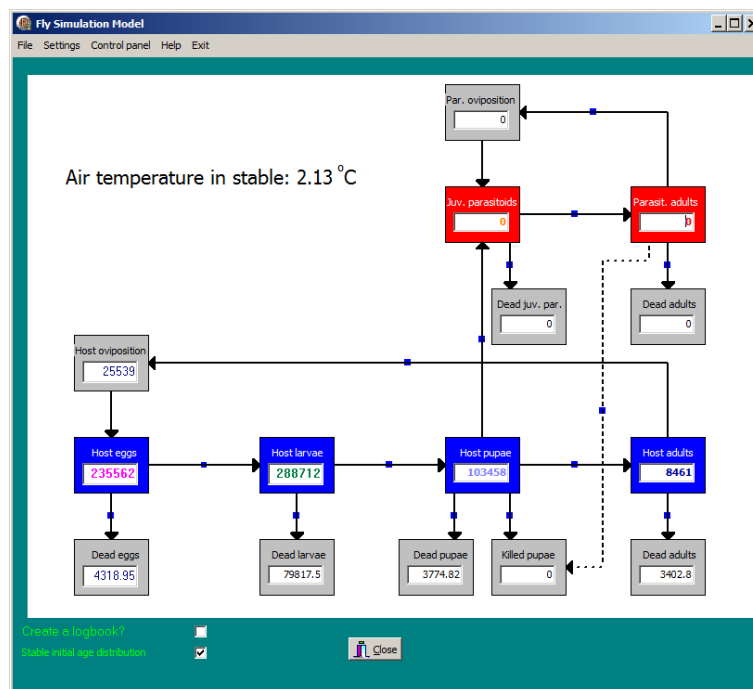 Fly Simulation Model
File Settings Control panel Help Exit
Par. oviposition
0
Air temperature in stable: 2.13 °C
Juv. parasitoids
0
Parasit. adults
0
Dead juv. par.
0
Dead adults
0
Host oviposition
25539
Host eggs
235562
Host larvae
288712
Host pupae
103458
Host adults
8461
Dead eggs
4318.95
Dead larvae
79817.5
Dead pupae
3774.82
Killed pupae
0
Dead adults
3402.8
Create a logbook?
Stable initial age distribution
Close